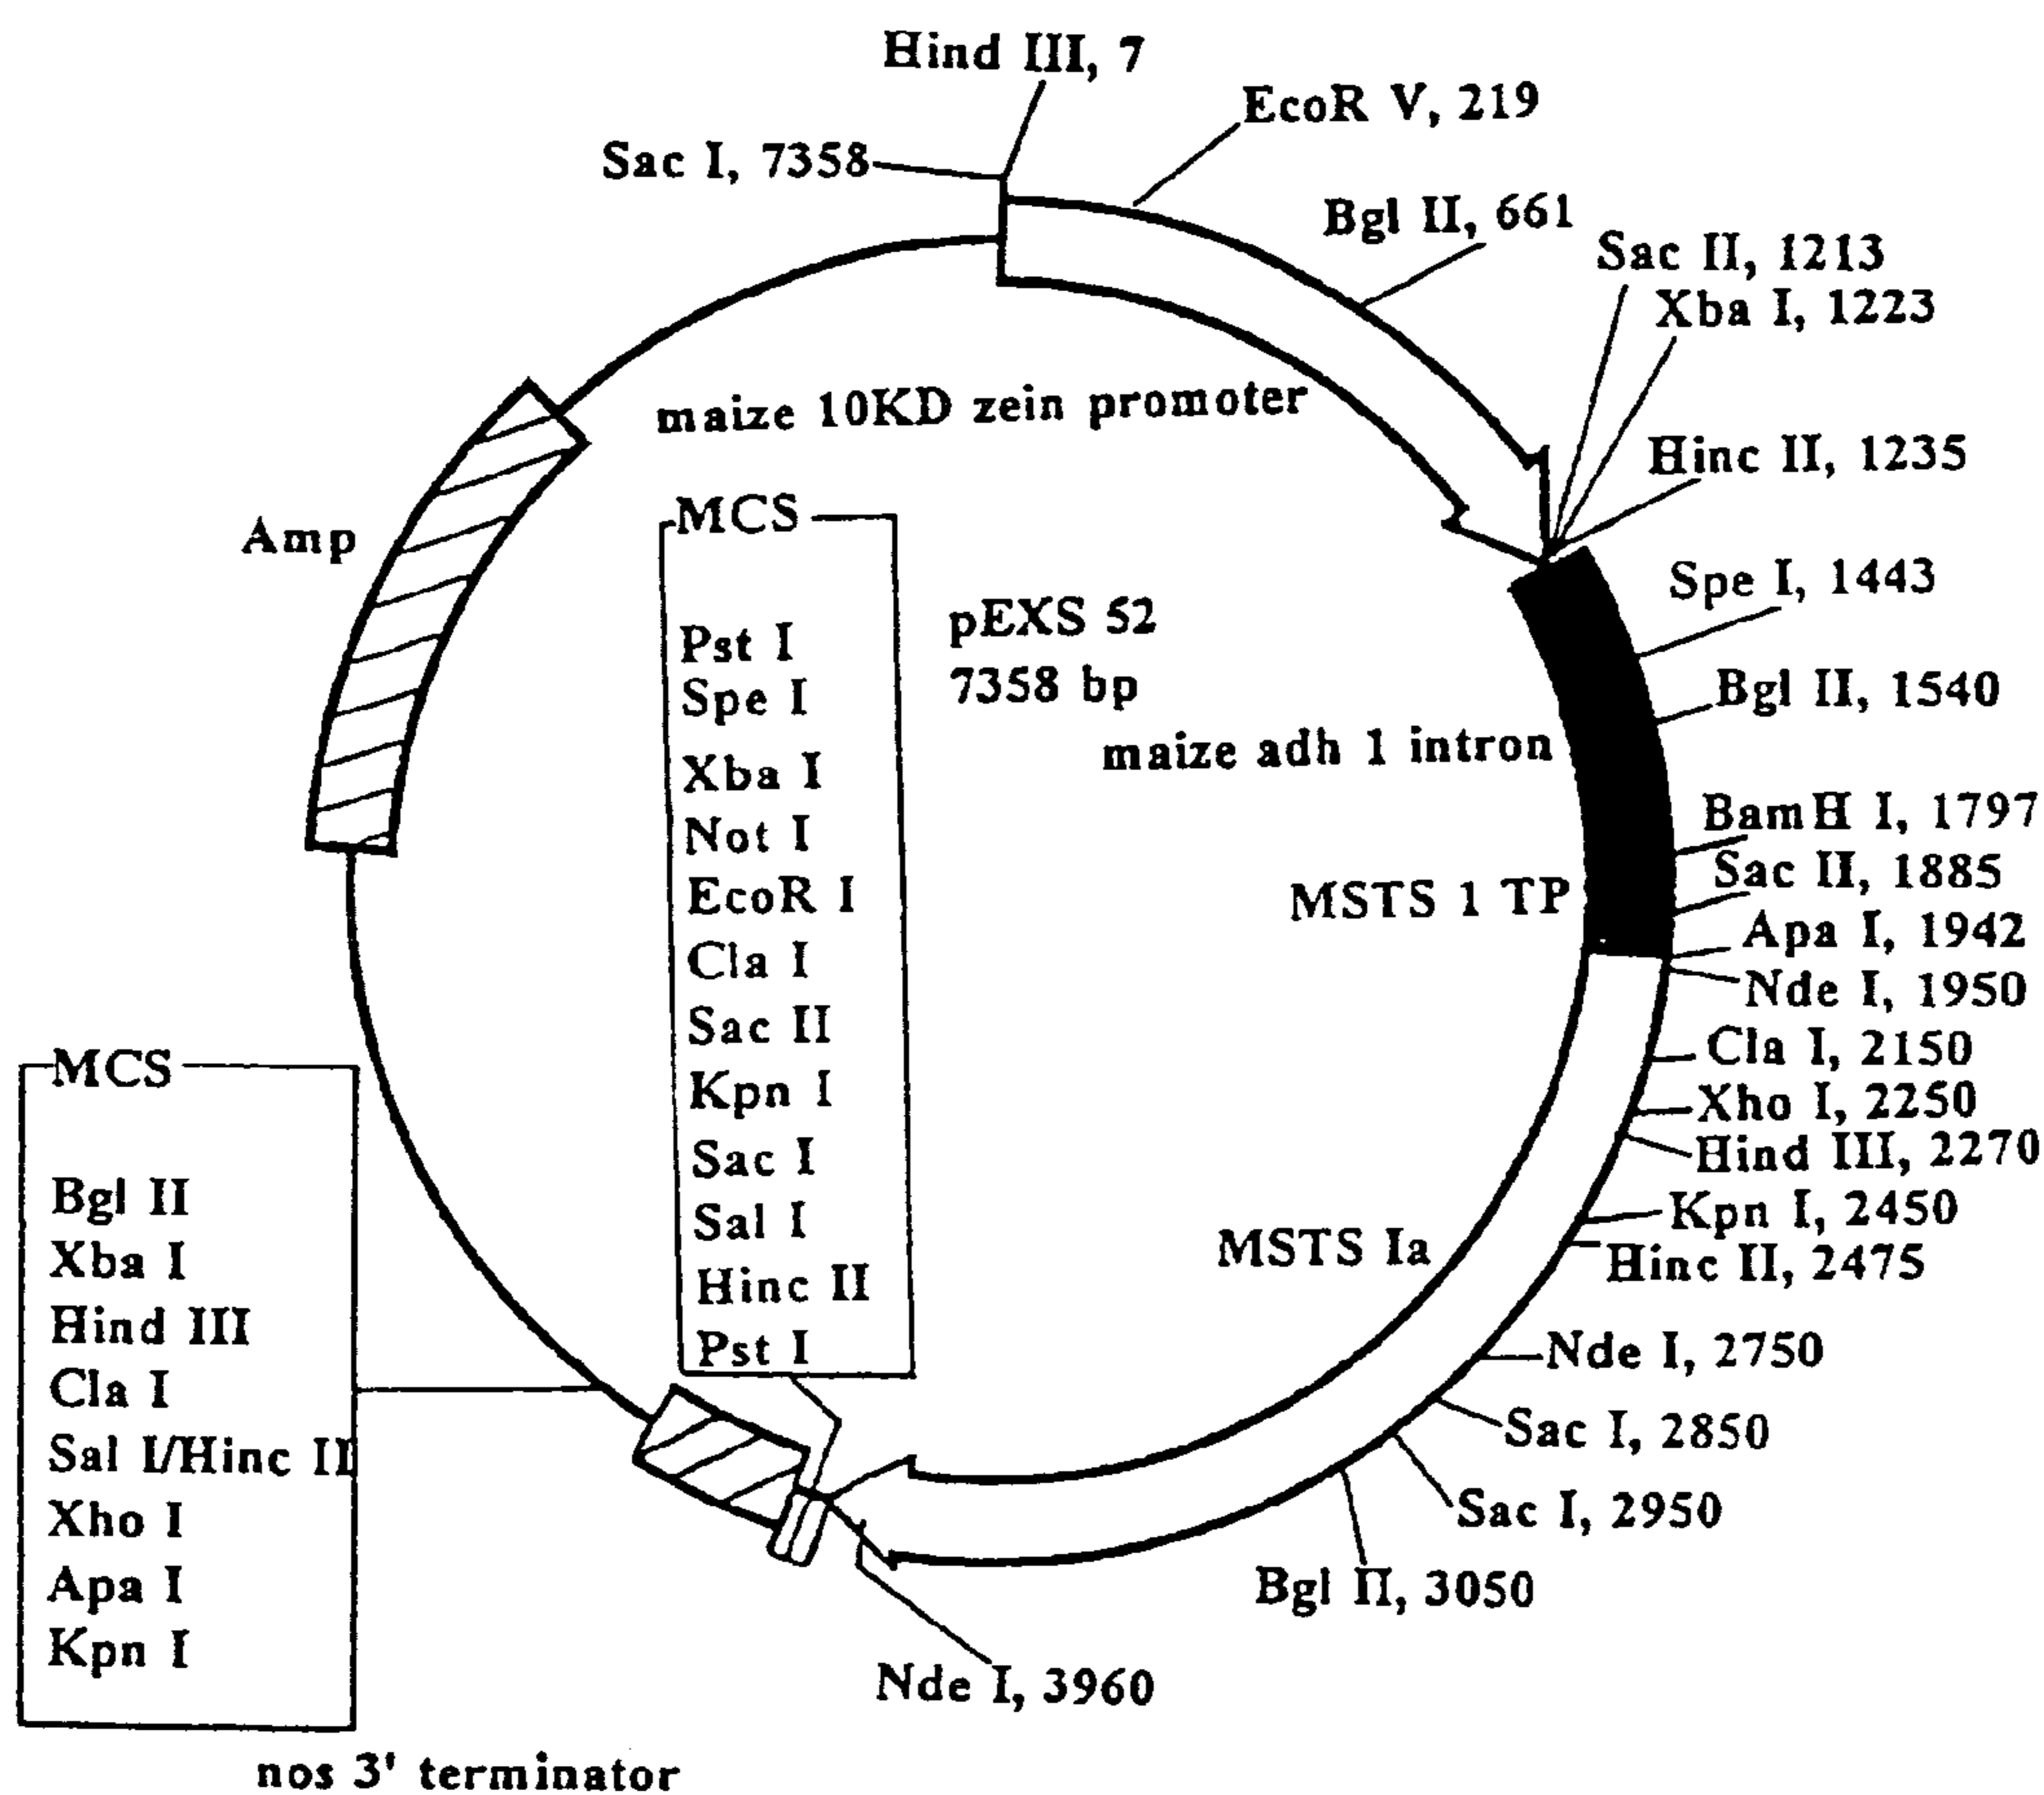 Hind III, 7
EcoR V, 219
Sac I, 7358
Bgl II, 661
Sac II, 1213
Xba I, 1223
maize 10KD zein promoter
Hinc II, 1235
MCS
Amp
Spe I, 1443
pEXS 52
7358 bp
Pst I
Spe I
Xba I
Not I
EcoR I
Cla I
Sac II
Kpn I
Sac I
Sal I
Hinc II
Pst I
Bgl II, 1540
maize adh 1 intron
BamH I, 1797
Sac II, 1885
MSTS 1 TP
Apa I, 1942
Nde I, 1950
Cla I, 2150
Xho I, 2250
Hind III, 2270
Kpn I, 2450
MSTS Ia
Hinc II, 2475
Nde I, 2750
Sac I, 2850
Sac I, 2950
Bgl II, 3050
Nde I, 3960
MCS
Bgl II
Xba I
Hind III
Cla I
Sal I/Hinc II
Xho I
Apa I
Kpn I
nos 3' terminator